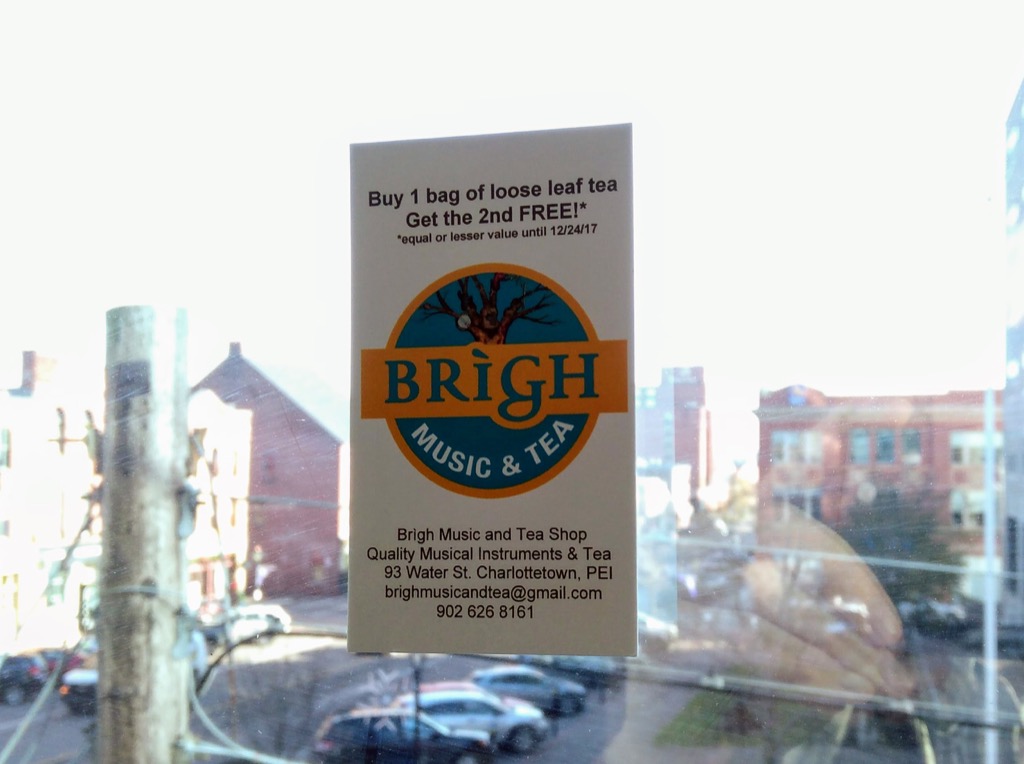 Buy 1 bag of loose leaf tea
Get the 2nd FREE!*
*equal or lesser value until 12/24/17
BRÌGH
MUSIC & TEA
Brìgh Music and Tea Shop
Quality Musical Instruments & Tea
93 Water St. Charlottetown, PEI
brighmusicandtea@gmail.com
902 626 8161